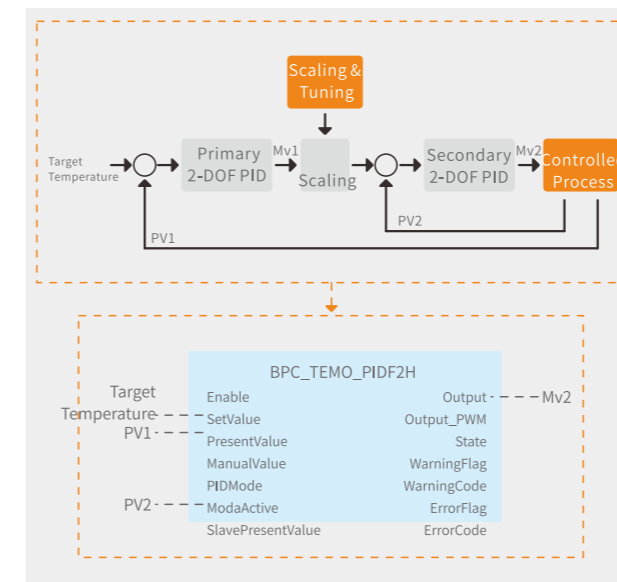 Scaling &
Tuning
Target
Temperature
Primary
2-DOF PID
Mv1
Scaling
Secondary
2-DOF PID
Mv2
Controller
Process
PV2
PV1
BPC_TEMO_PIDF2H
Target
Temperature
PV1
PV2
Enable
SetValue
PresentValue
ManualValue
PIDMode
ModaActive
SlavePresentValue
Output
Output_PWM
State
WarningFlag
WarningCode
ErrorFlag
ErrorCode
Mv2